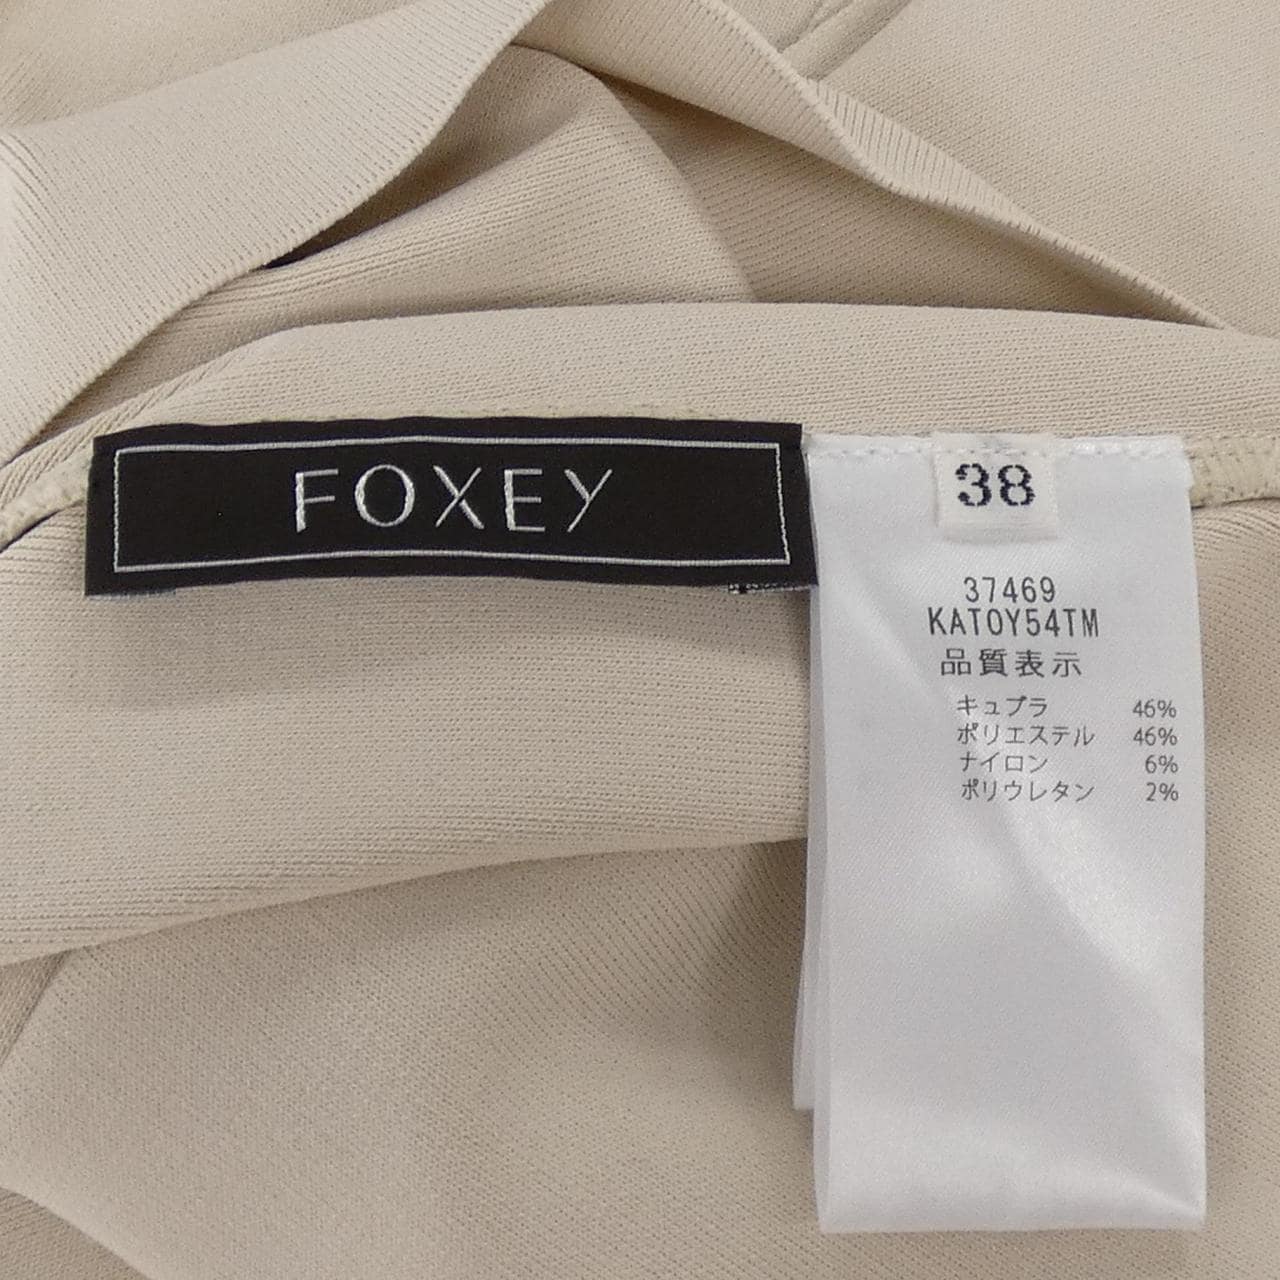 FOXEY
38
37469
KATOY54TM
品質表示
キュプラ 46%
ポリエステル 46%
ナイロン 6%
ポリウレタン 2%